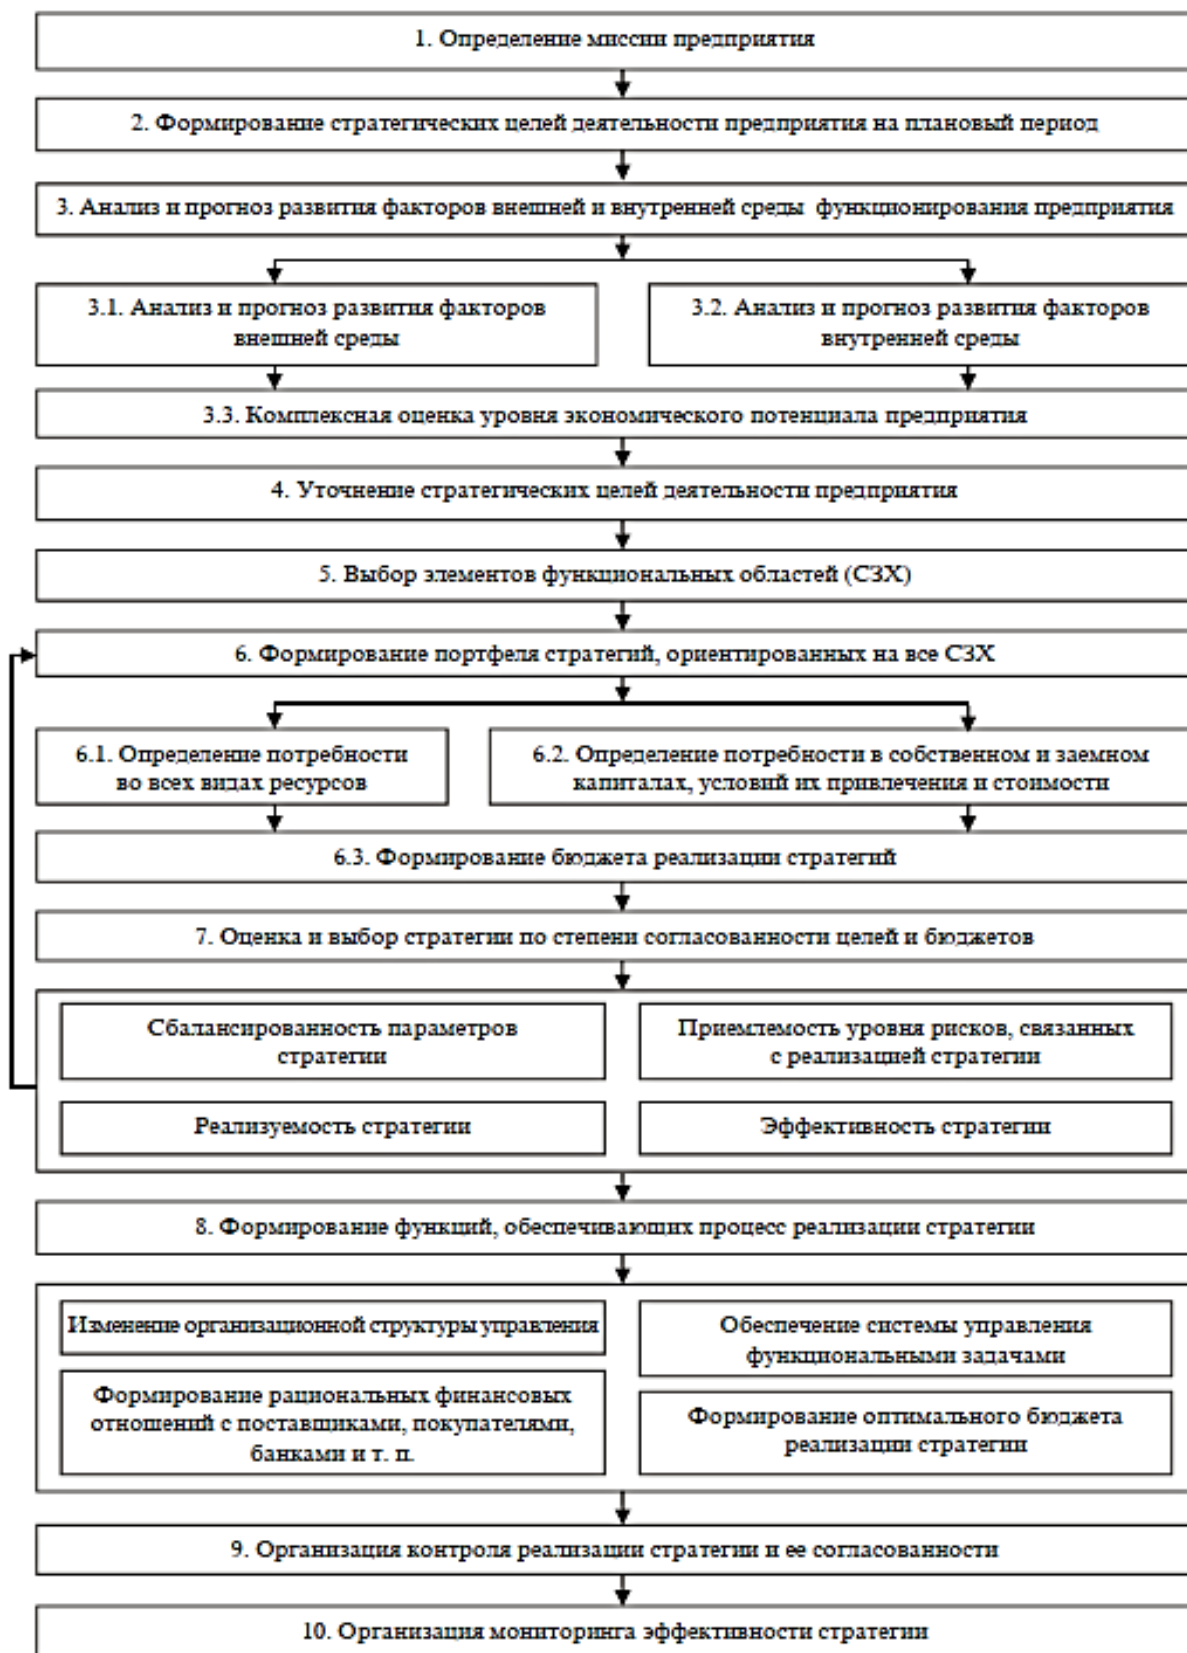 1. Определение миссии предприятия
2. Формирование стратегических целей деятельности предприятия на плановый период
3. Анализ и прогноз развития факторов внешней и внутренней среды функционирования предприятия
3.1. Анализ и прогноз развития факторов
внешней среды
3.2. Анализ и прогноз развития факторов
внутренней среды
3.3. Комплексная оценка уровня экономического потенциала предприятия
4. Уточнение стратегических целей деятельности предприятия
5. Выбор элементов функциональных областей (СЗХ)
6. Формирование портфеля стратегий, ориентированных на все СЗХ
6.1. Определение потребности
во всех видах ресурсов
6.2. Определение потребности в собственном и заемном
капиталах, условий их привлечения и стоимости
6.3. Формирование бюджета реализации стратегий
7. Оценка и выбор стратегии по степени согласованности целей и бюджетов
Сбалансированность параметров
стратегии
Приемлемость уровня рисков, связанных
с реализацией стратегии
Реализуемость стратегии
Эффективность стратегии
8. Формирование функций, обеспечивающих процесс реализации стратегии
Изменение организационной структуры управления
Обеспечение системы управления
функциональными задачами
Формирование рациональных финансовых
отношений с поставщиками, покупателями,
банками и т. п.
Формирование оптимального бюджета
реализации стратегии
9. Организация контроля реализации стратегии и ее согласованности
10. Организация мониторинга эффективности стратегии